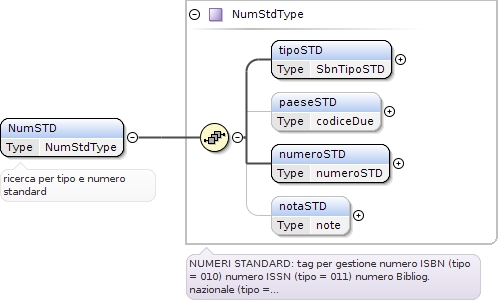 NumStdType
tipoSTD
Type SbnTipoSTD
paeseSTD
Type codiceDue
NumSTD
Type NumStdType
numeroSTD
Type numeroSTD
ricerca per tipo e numero
standard
notaSTD
Type note
NUMERI STANDARD: tag per gestione numero ISBN (tipo
= 010) numero ISSN (tipo = 011) numero Bibliog.
nazionale (tipo =...